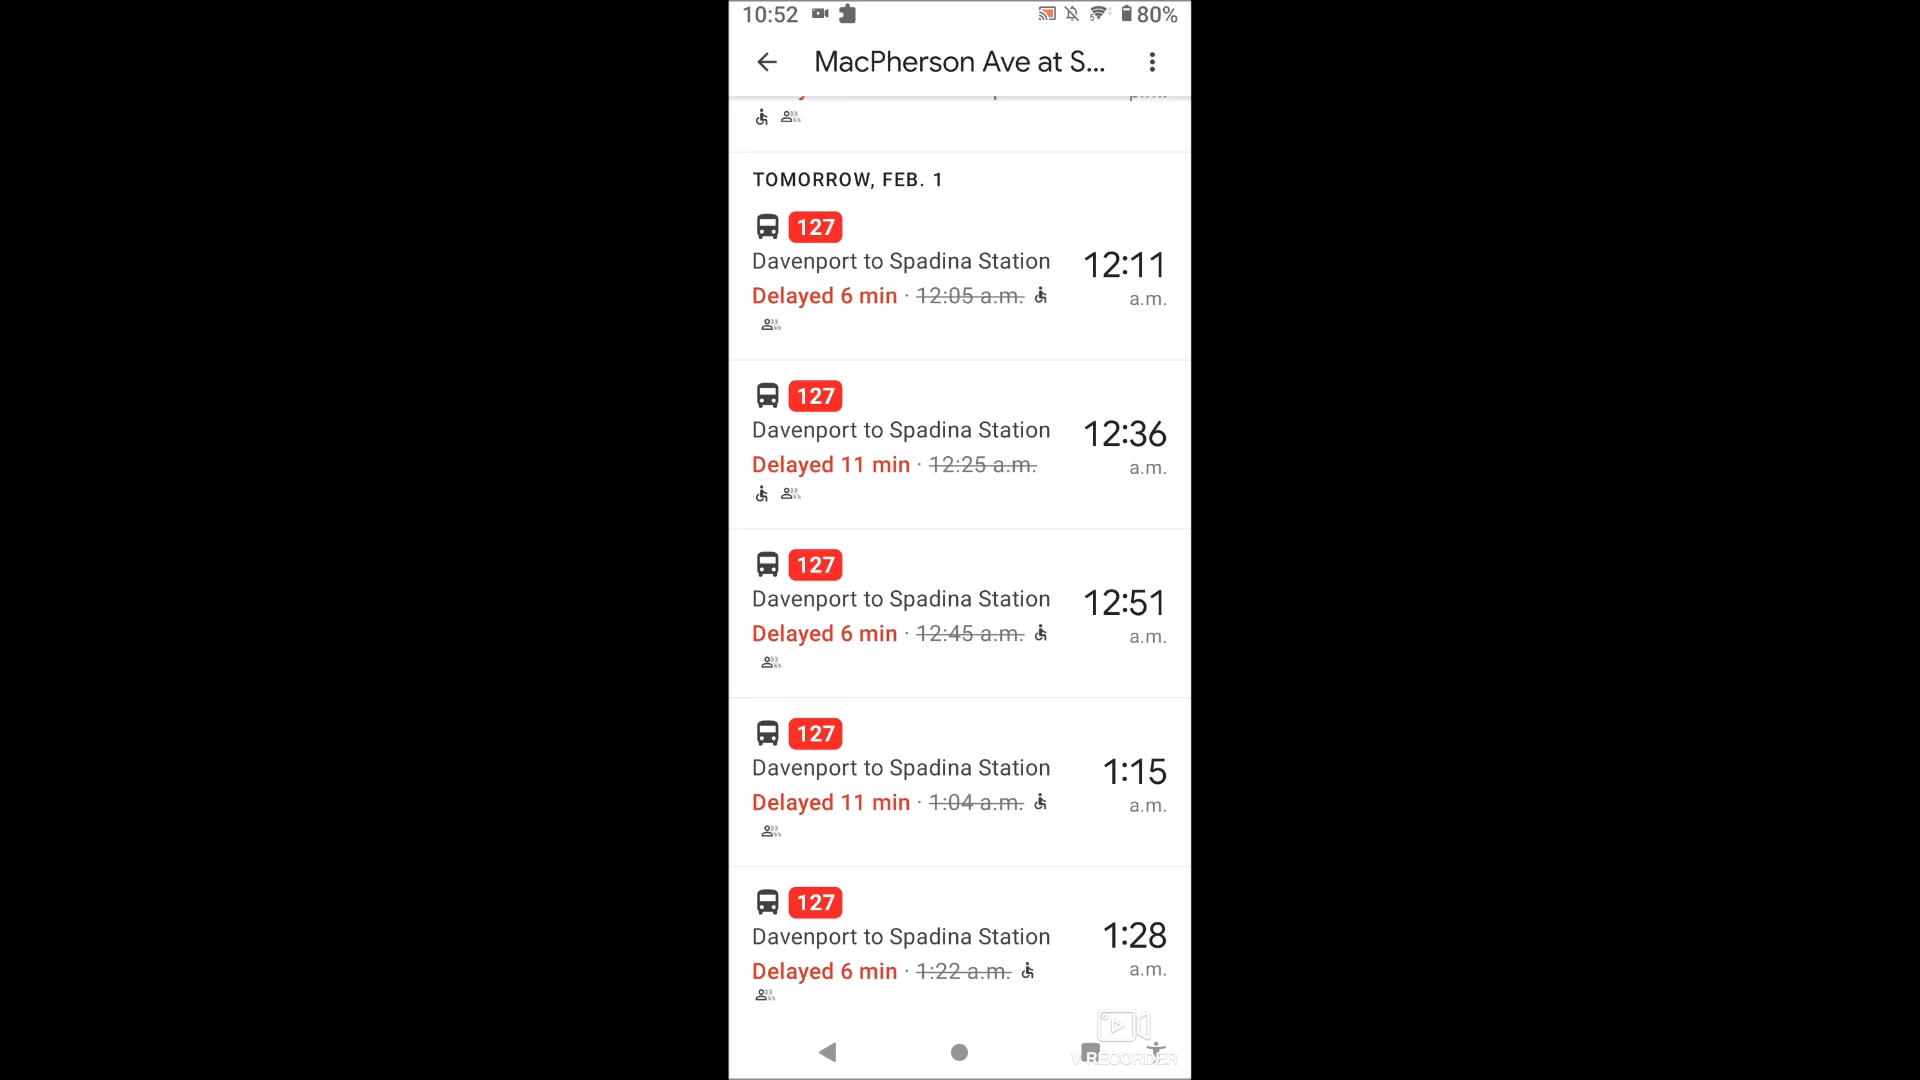 10:52 80%
MacPherson Ave at S...
TOMORROW, FEB. 1
127
Davenport to Spadina Station 12:11
Delayed 6 min · 12:05 a.m. a.m.
127
Davenport to Spadina Station 12:36
Delayed 11 min · 12:25 a.m. a.m.
127
Davenport to Spadina Station 12:51
Delayed 6 min · 12:45 a.m. a.m.
127
Davenport to Spadina Station 1:15
Delayed 11 min · 1:04 a.m. a.m.
127
Davenport to Spadina Station 1:28
Delayed 6 min · 1:22 a.m. a.m.
V RECORDER